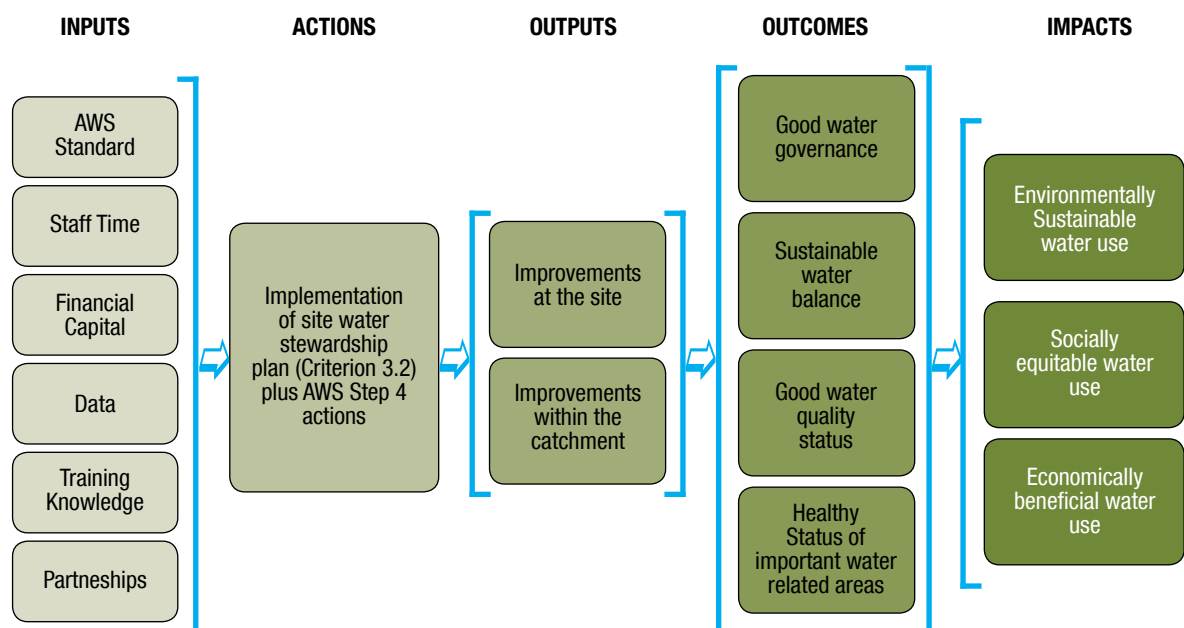 INPUTS
ACTIONS
OUTPUTS
OUTCOMES
IMPACTS
AWS
Standard
Staff Time
Financial
Capital
Data
Training
Knowledge
Partneships
Implementation
of site water
stewardship
plan (Criterion 3.2)
plus AWS Step 4
actions
Improvements
at the site
Improvements
within the
catchment
Good water
governance
Sustainable
water
balance
Good water
quality
status
Healthy
Status of
important water
related areas
Environmentally
Sustainable
water use
Socially
equitable water
use
Economically
beneficial water
use